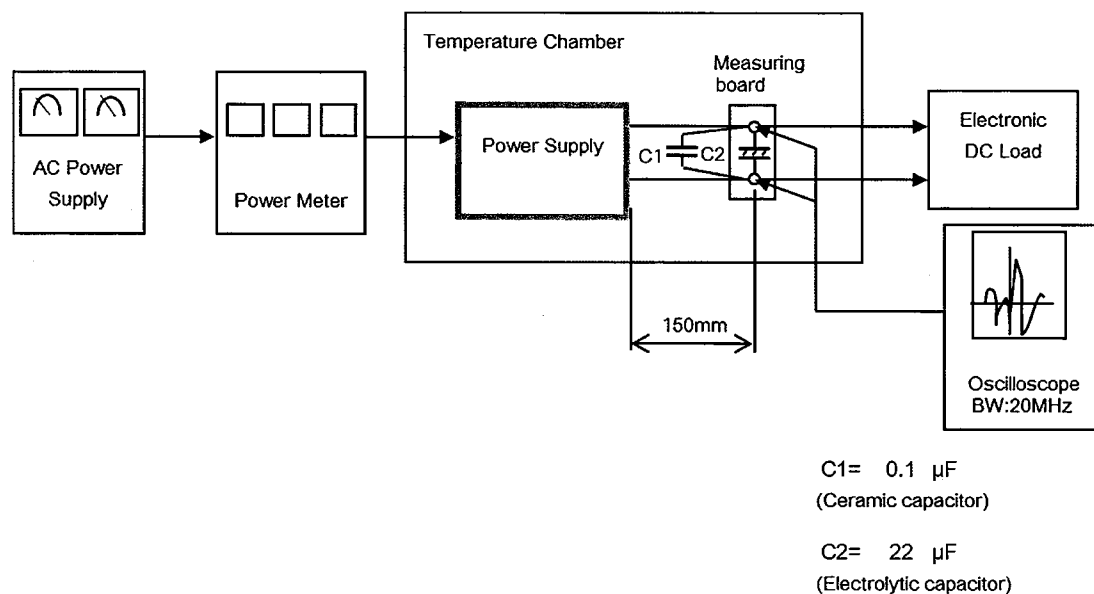 Temperature Chamber
Measuring
board
AC Power
Supply
Power Meter
Power Supply
C1
C2
Electronic
DC Load
150mm
Oscilloscope
BW:20MHz
C1= 0.1 µF
(Ceramic capacitor)
C2= 22 µF
(Electrolytic capacitor)